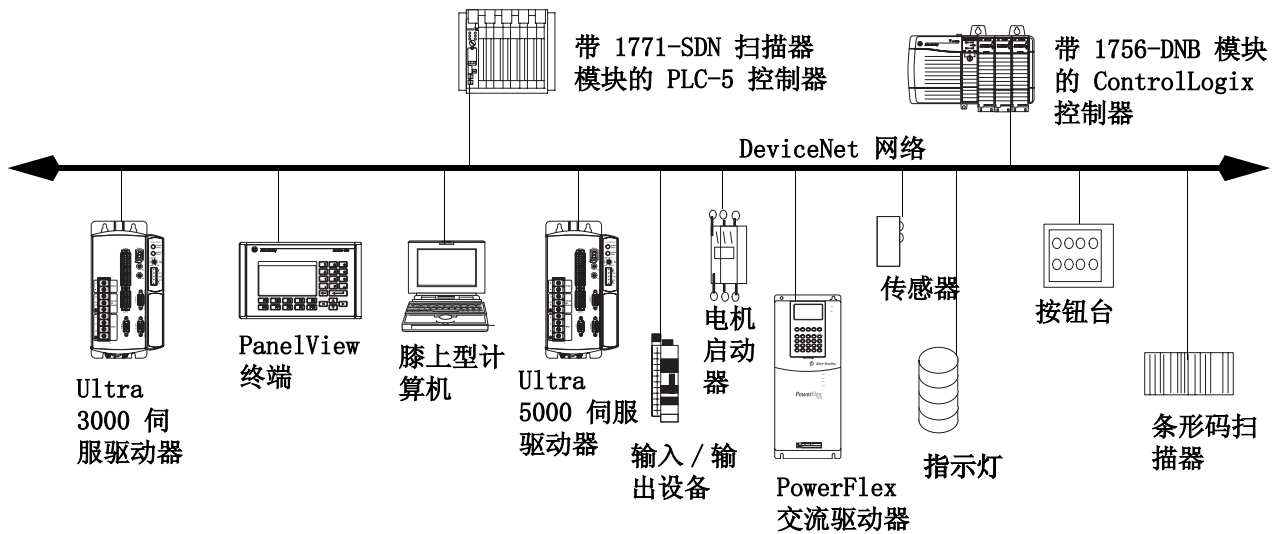 带 1771-SDN 扫描器
模块的 PLC-5 控制器
带 1756-DNB 模块
的 ControlLogix
控制器
DeviceNet 网络
Ultra
3000 伺
服驱动器
PanelView
终端
膝上型计
算机
Ultra
5000 伺服
驱动器
输入/输
出设备
电机
启动
器
PowerFlex
PowerFlex
交流驱动器
传感器
指示灯
按钮台
条形码扫
描器